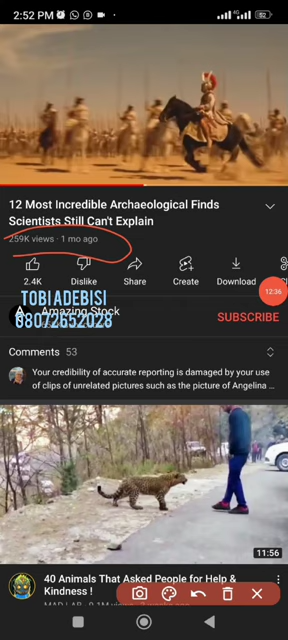 2:52 PM
4G
12 Most Incredible Archaeological Finds
Scientists Still Can't Explain
259K views · 1 mo ago
2.4K
Dislike
Share
Create
Download
12:36
TOBI ADEBISI
Amazing Stock
08072652028
SUBSCRIBE
Comments 53
Your credibility of accurate reporting is damaged by your use
of clips of unrelated pictures such as the picture of Angelina ...
11:56
40 Animals That Asked People for Help &
Kindness !